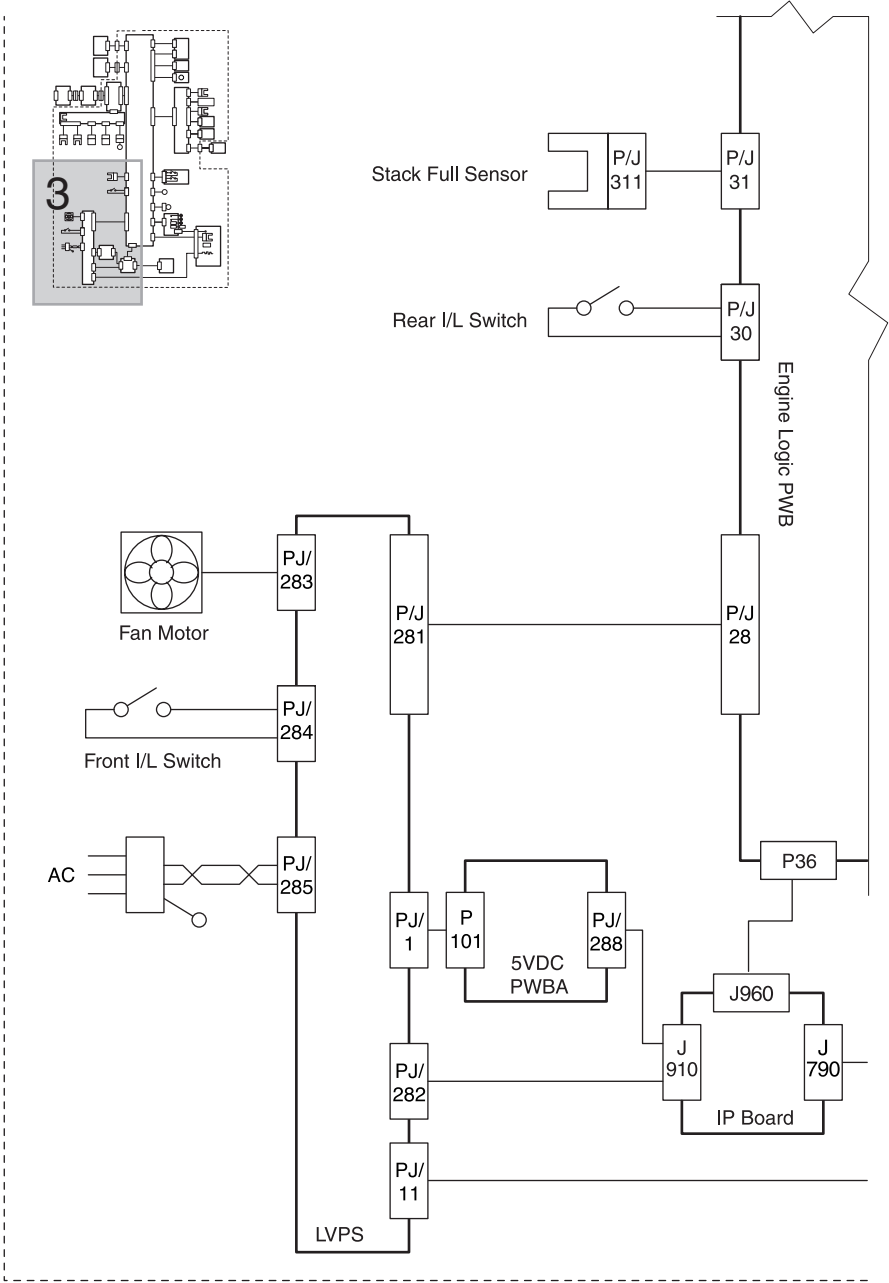 3
Stack Full Sensor
P/J
311
P/J
31
Rear I/L Switch
P/J
30
Engine Logic PWB
Fan Motor
PJ/
283
P/J
281
P/J
28
Front I/L Switch
PJ/
284
AC
PJ/
285
P36
PJ/
1
P
101
5VDC
PWBA
PJ/
288
J960
J
910
J
790
IP Board
PJ/
282
PJ/
11
LVPS